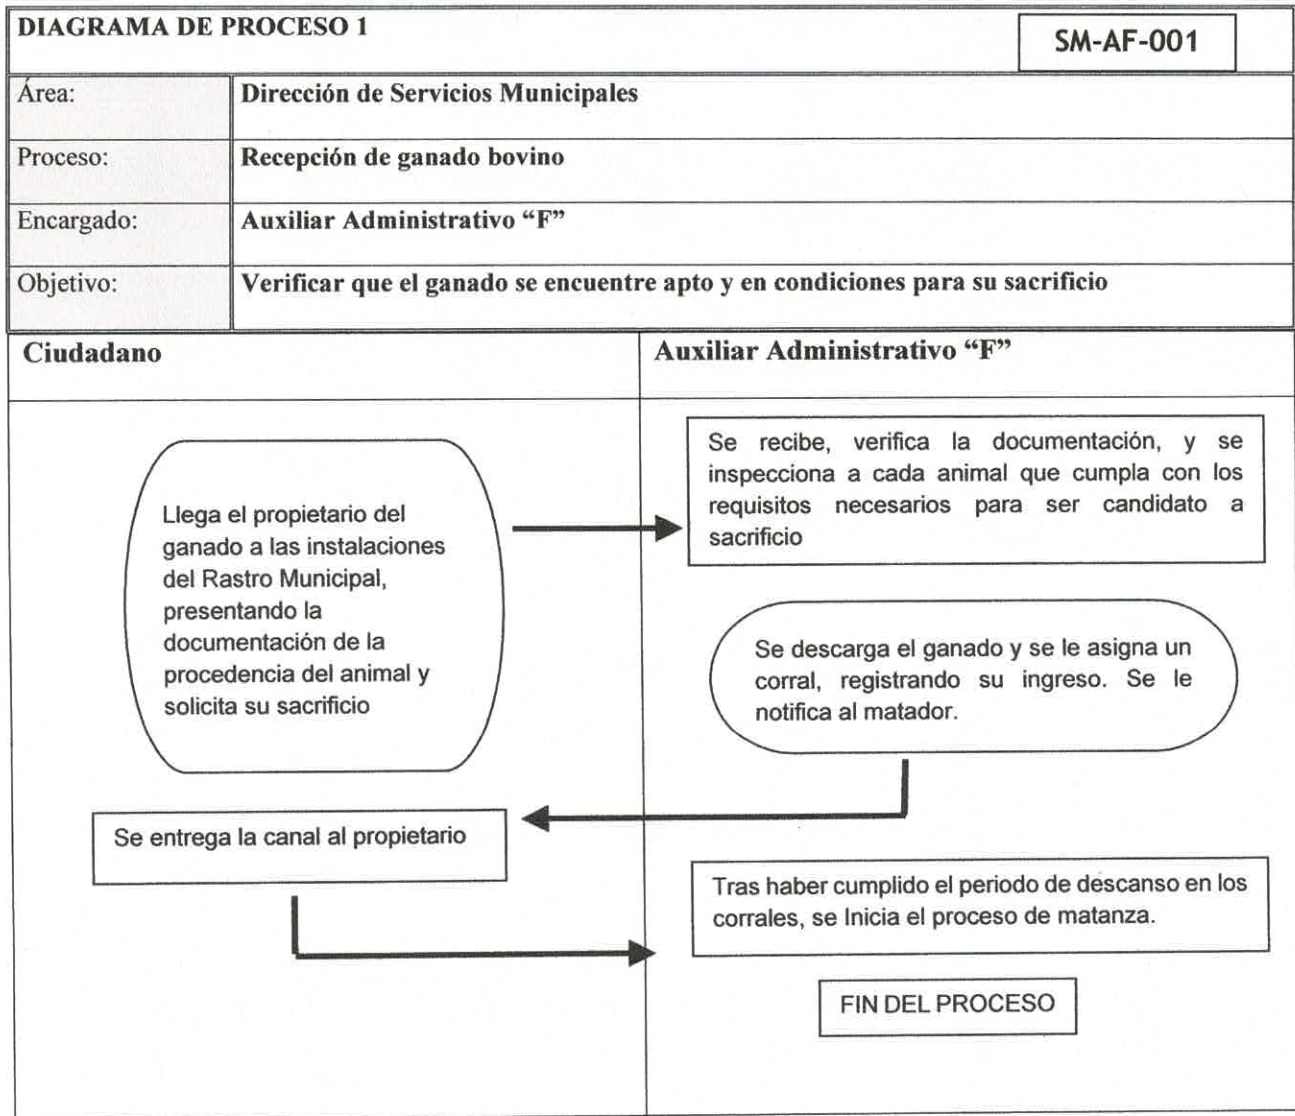 DIAGRAMA DE PROCESO 1
SM-AF-001
Área:
Dirección de Servicios Municipales
Proceso:
Recepción de ganado bovino
Encargado:
Auxiliar Administrativo “F”
Objetivo:
Verificar que el ganado se encuentre apto y en condiciones para su sacrificio
Ciudadano
Auxiliar Administrativo “F”
Llega el propietario del
ganado a las instalaciones
del Rastro Municipal,
presentando la
documentación de la
procedencia del animal y
solicita su sacrificio
Se recibe, verifica la documentación, y se
inspecciona a cada animal que cumpla con los
requisitos necesarios para ser candidato a
sacrificio
Se descarga el ganado y se le asigna un
corral, registrando su ingreso. Se le
notifica al matador.
Se entrega la canal al propietario
Tras haber cumplido el periodo de descanso en los
corrales, se Inicia el proceso de matanza.
FIN DEL PROCESO